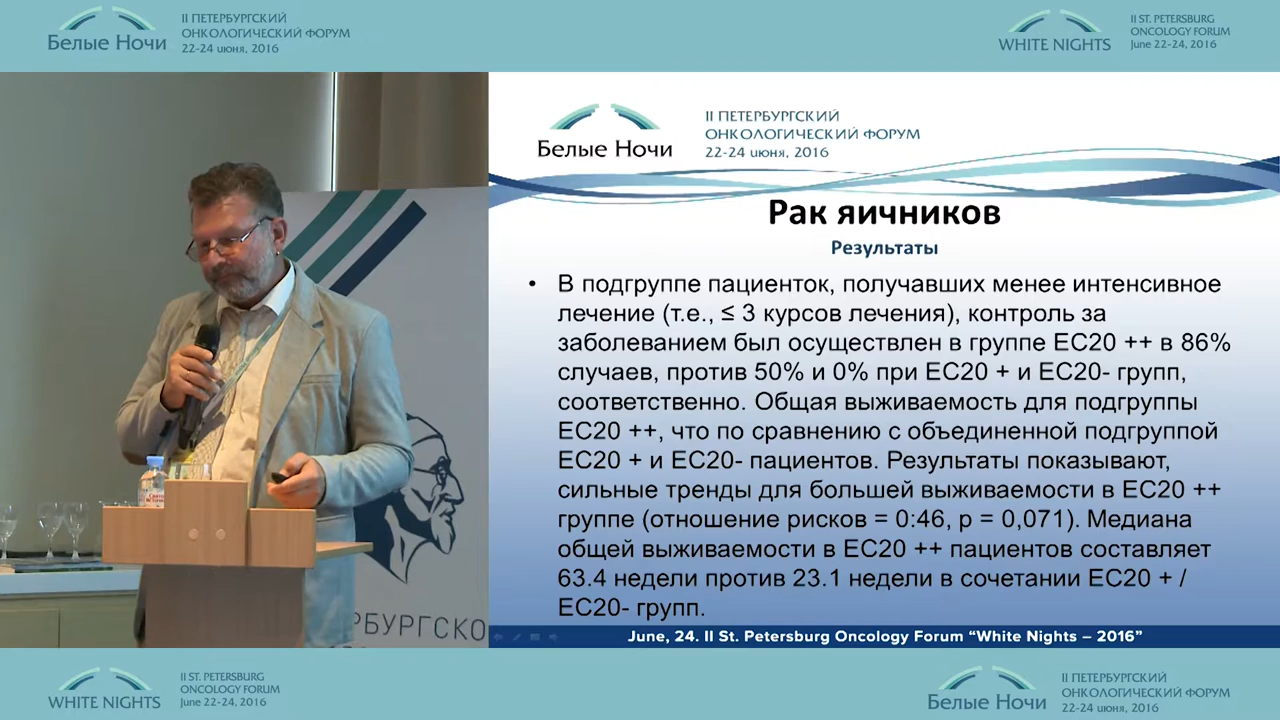 Белые Ночи
II ПЕТЕРБУРГСКИЙ
ОНКОЛОГИЧЕСКИЙ ФОРУМ
22-24 июня, 2016
WHITE NIGHTS
II ST. PETERSBURG
ONCOLOGY FORUM
June 22-24, 2016
Белые Ночи
II ПЕТЕРБУРГСКИЙ
ОНКОЛОГИЧЕСКИЙ ФОРУМ
22-24 июня, 2016
Рак яичников
Результаты
• В подгруппе пациенток, получавших менее интенсивное
лечение (т.е., ≤ 3 курсов лечения), контроль за
заболеванием был осуществлен в группе EC20 ++ в 86%
случаев, против 50% и 0% при EC20 + и EC20- групп,
соответственно. Общая выживаемость для подгруппы
EC20 ++, что по сравнению с объединенной подгруппой
EC20 + и EC20- пациентов. Результаты показывают,
сильные тренды для большей выживаемости в EC20 ++
группе (отношение рисков = 0:46, р = 0,071). Медиана
общей выживаемости в EC20 ++ пациентов составляет
63.4 недели против 23.1 недели в сочетании EC20 + /
EC20- групп.
June, 24. II St. Petersburg Oncology Forum “White Nights – 2016”
РБУРГСКО
WHITE NIGHTS
II ST. PETERSBURG
ONCOLOGY FORUM
June 22-24, 2016
Белые Ночи
II ПЕТЕРБУРГСКИЙ
ОНКОЛОГИЧЕСКИЙ ФОРУМ
22-24 июня, 2016